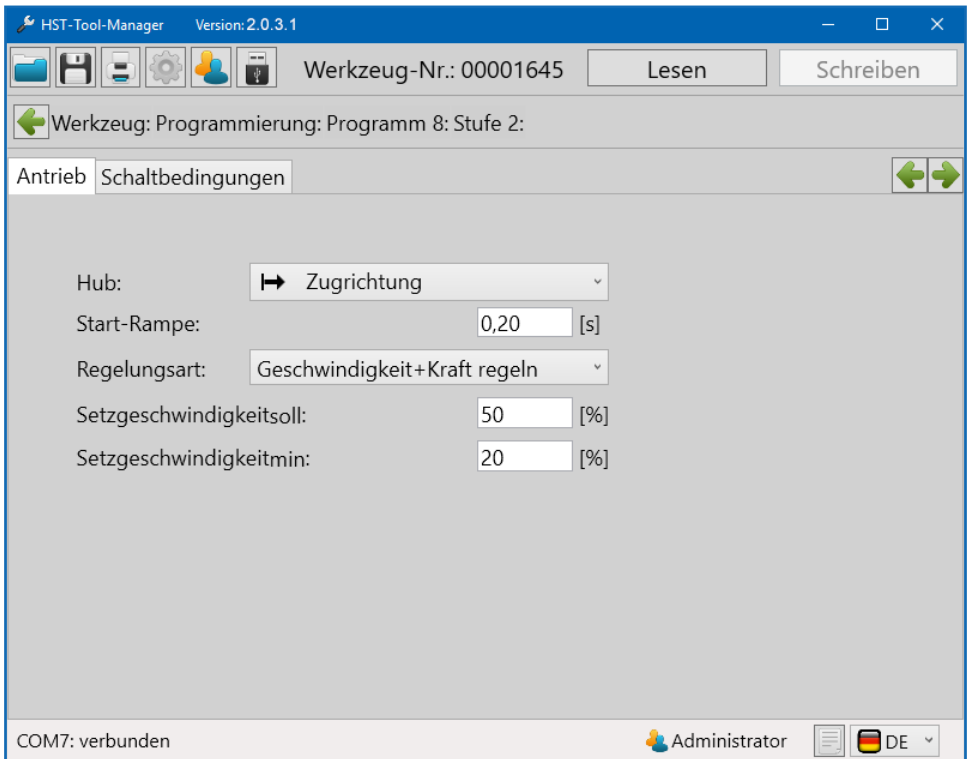 HST-Tool-Manager Version: 2.0.3.1
Werkzeug-Nr.: 00001645 Lesen Schreiben
Werkzeug: Programmierung: Programm 8: Stufe 2:
Antrieb Schaltbedingungen
Hub: Zugrichtung
Start-Rampe: 0,20 [s]
Regelungsart: Geschwindigkeit+Kraft regeln
Setzgeschwindigkeitsoll: 50 [%]
Setzgeschwindigkeitmin: 20 [%]
COM7: verbunden Administrator DE